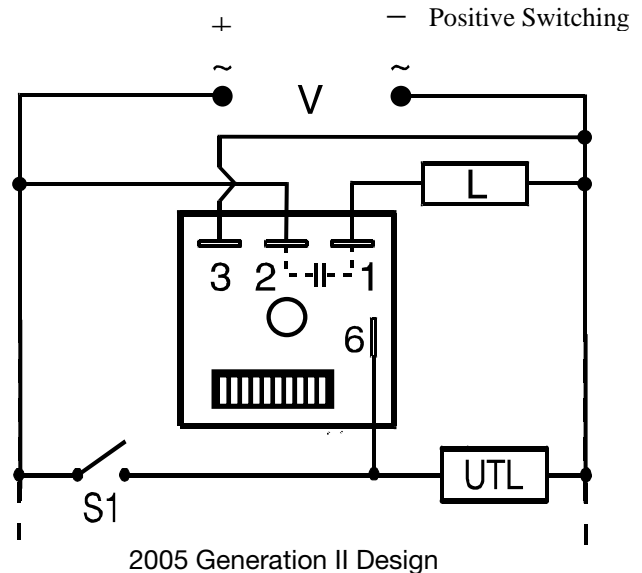 + − Positive Switching
~ ~
V
L
3 2 1
6
S1 UTL
2005 Generation II Design